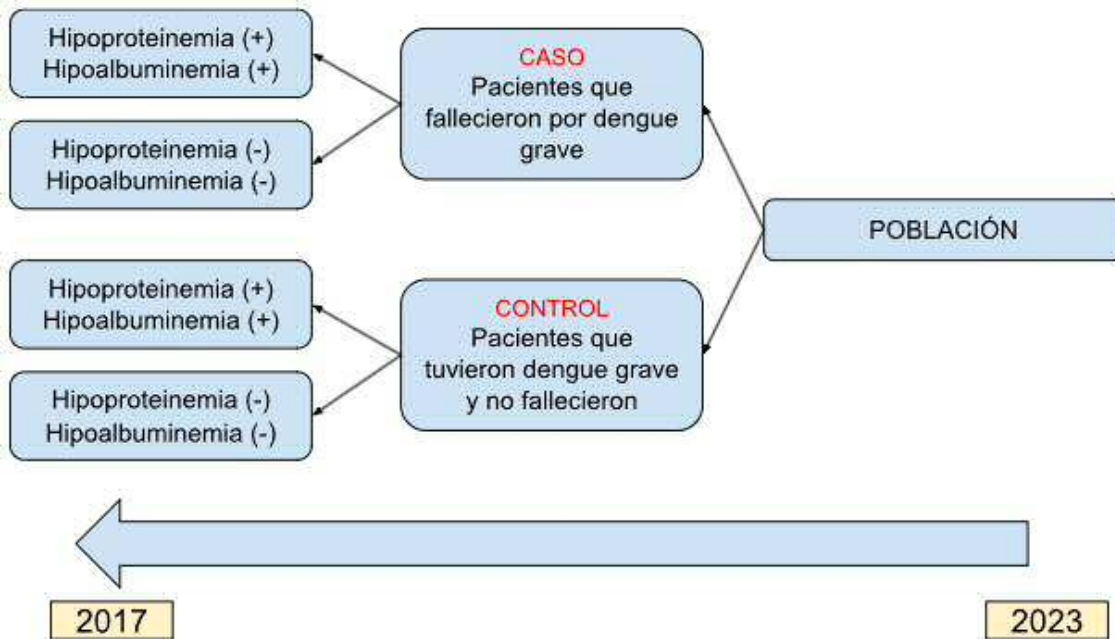 Hipoproteinemia (+)
Hipoalbuminemia (+)
Hipoproteinemia (-)
Hipoalbuminemia (-)
CASO
Pacientes que
fallecieron por dengue
grave
POBLACIÓN
Hipoproteinemia (+)
Hipoalbuminemia (+)
Hipoproteinemia (-)
Hipoalbuminemia (-)
CONTROL
Pacientes que
tuvieron dengue grave
y no fallecieron
2017
2023